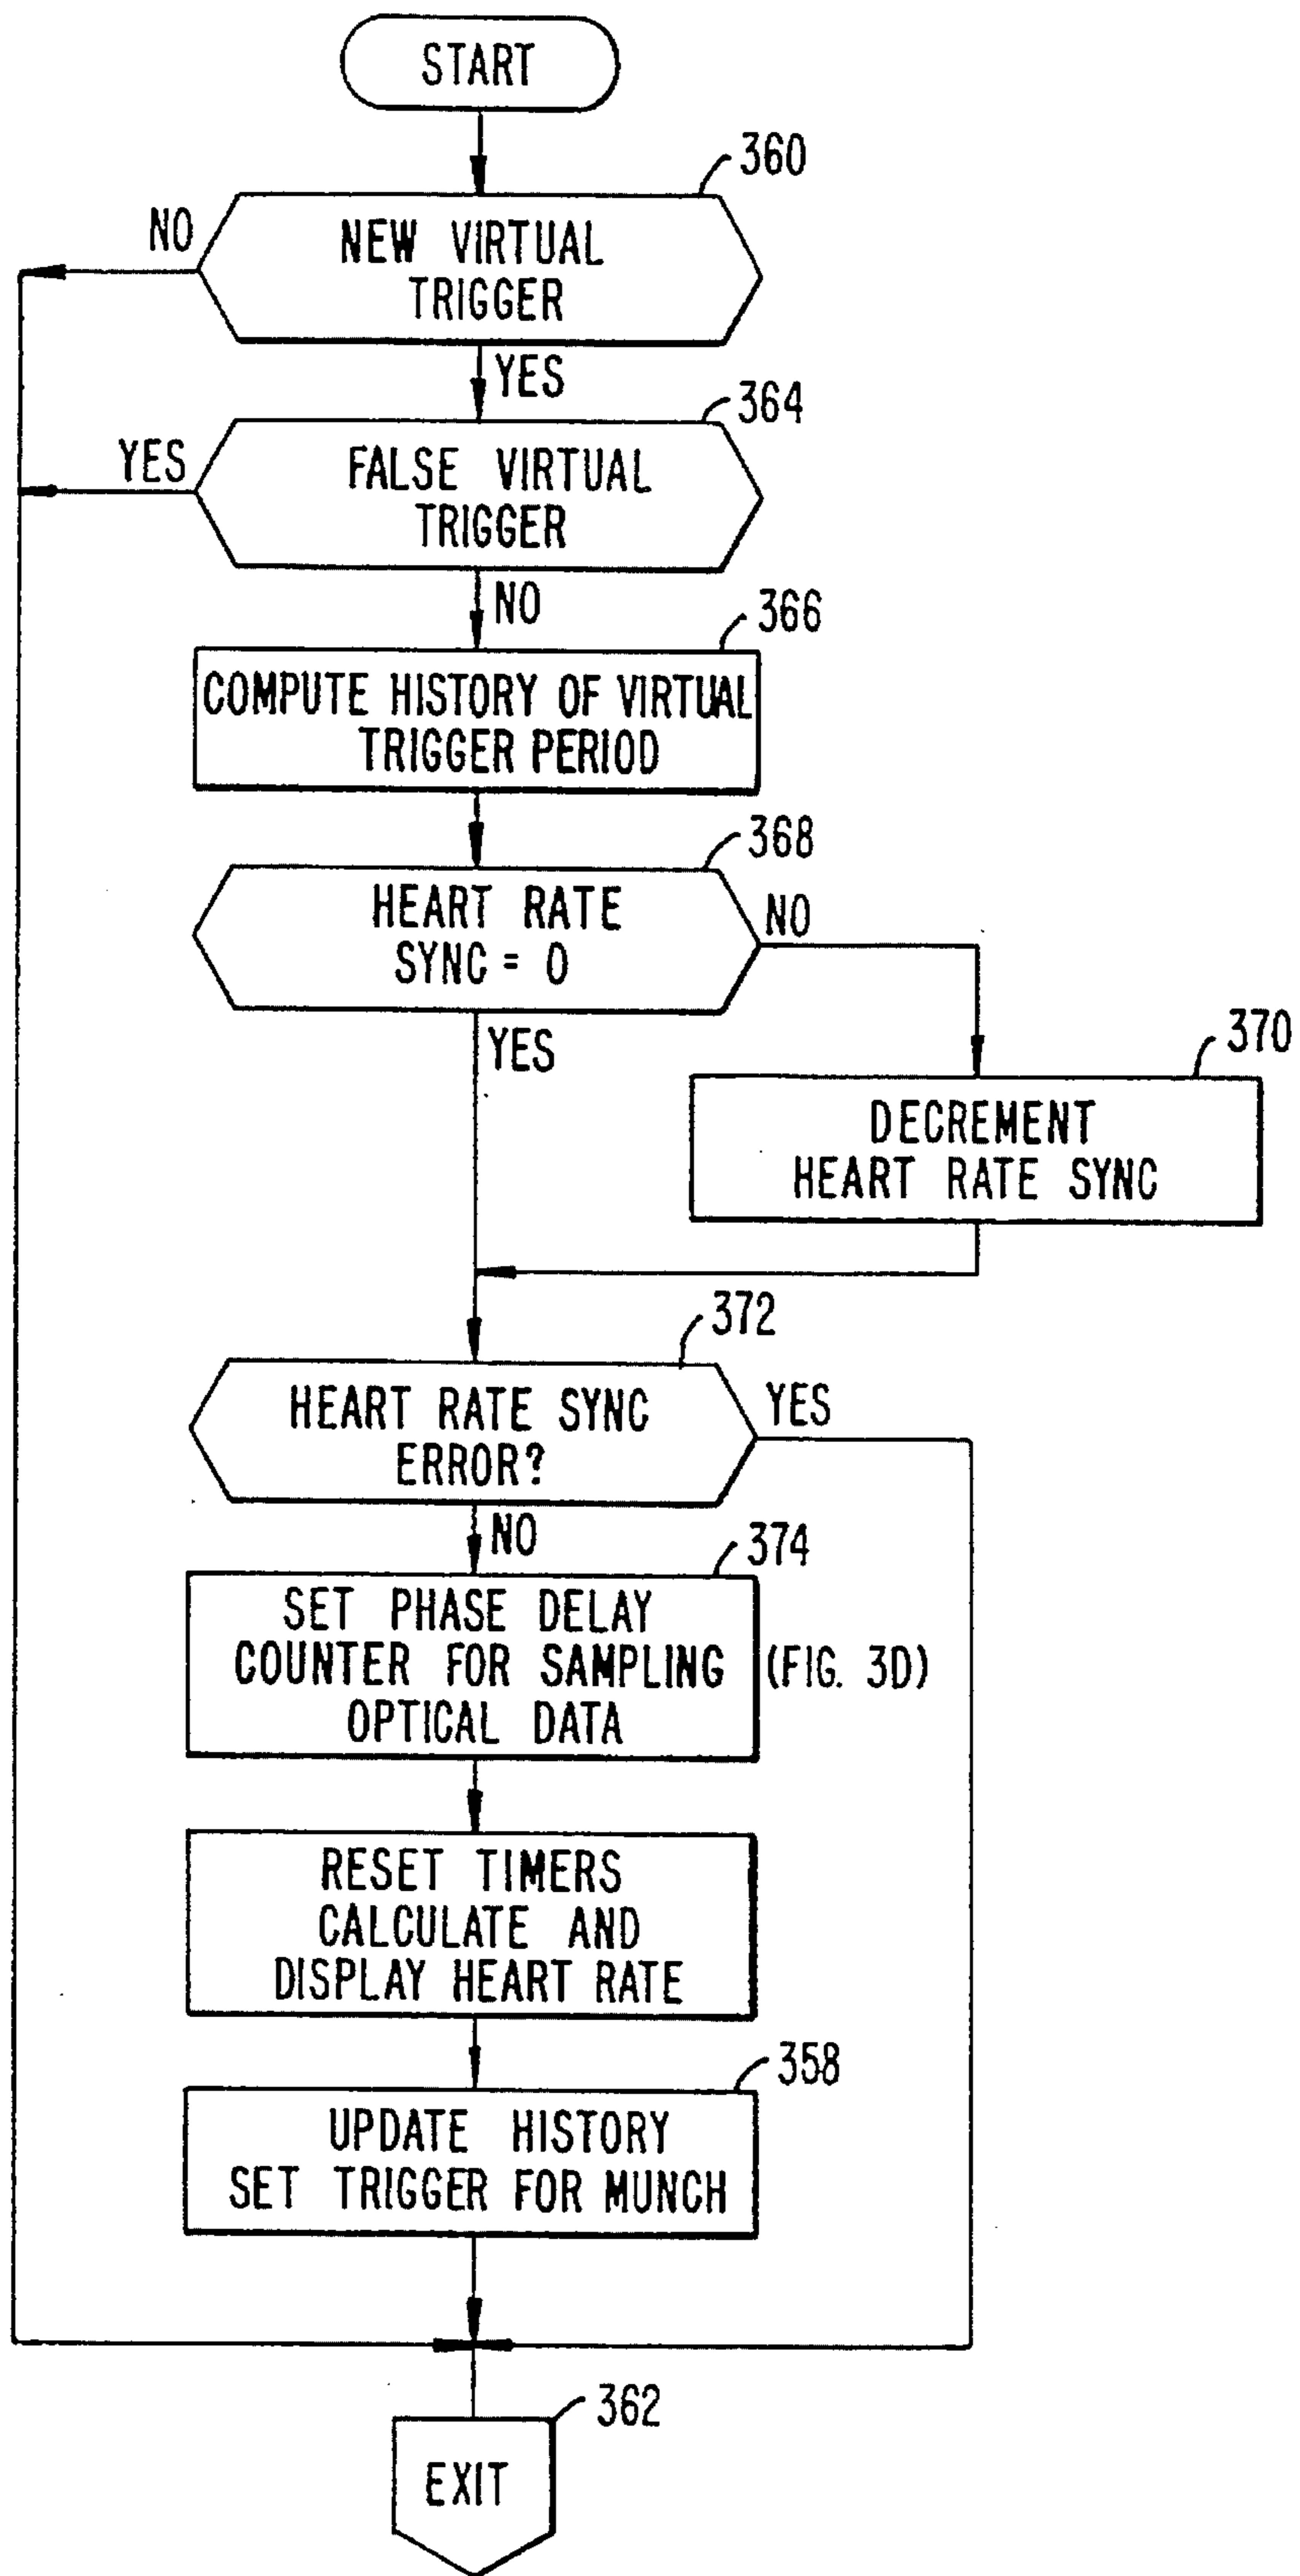 START
360
NO
NEW VIRTUAL
TRIGGER
YES
364
YES
FALSE VIRTUAL
TRIGGER
NO
366
COMPUTE HISTORY OF VIRTUAL
TRIGGER PERIOD
368
HEART RATE
SYNC = 0
NO
YES
370
DECREMENT
HEART RATE SYNC
372
HEART RATE SYNC
ERROR?
YES
NO
374
SET PHASE DELAY
COUNTER FOR SAMPLING (FIG. 3D)
OPTICAL DATA
RESET TIMERS
CALCULATE AND
DISPLAY HEART RATE
358
UPDATE HISTORY
SET TRIGGER FOR MUNCH
362
EXIT